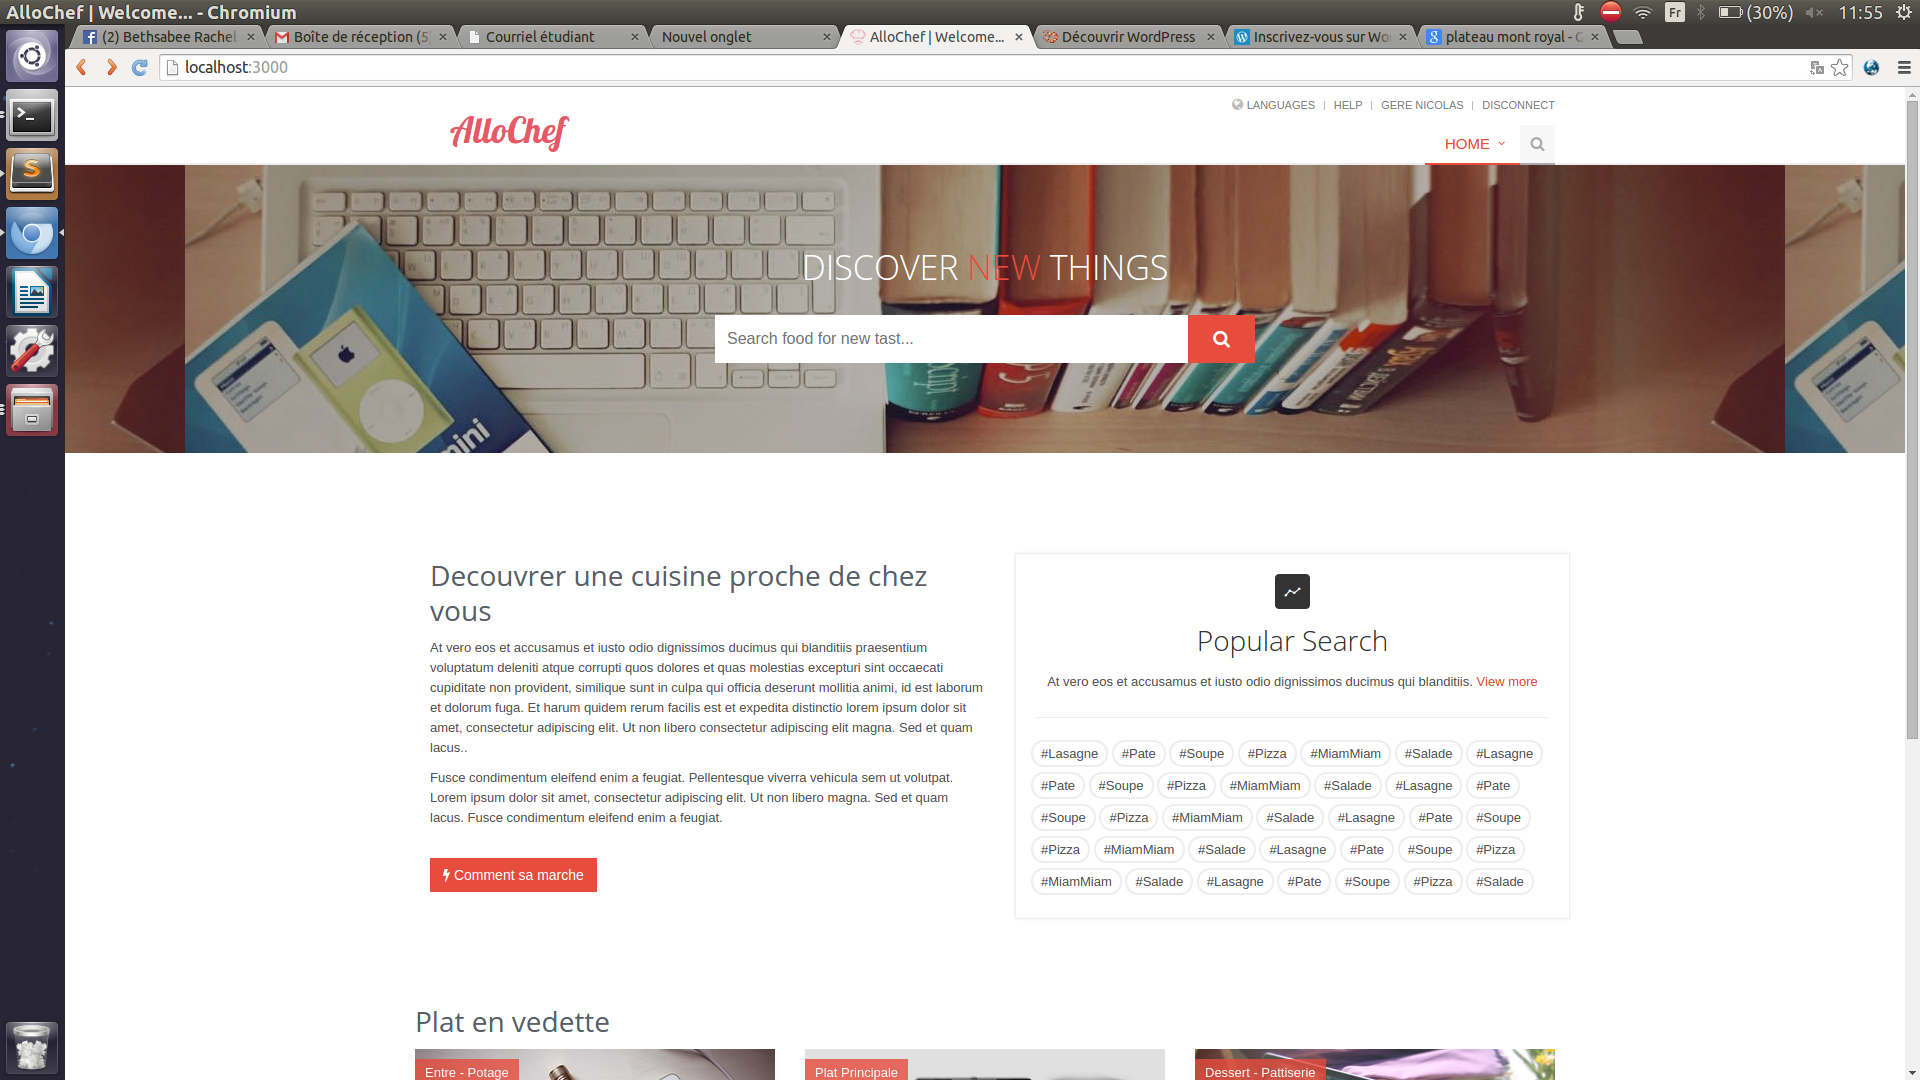 AlloChef | Welcome... - Chromium
Fr
(30%)
11:55
(2) Bethsabee Rachel
Boîte de réception (5)
Courriel étudiant
Nouvel onglet
AlloChef | Welcome...
Découvrir WordPress
Inscrivez-vous sur Wor
plateau mont royal - G
localhost:3000
LANGUAGES | HELP | GERE NICOLAS | DISCONNECT
AlloChef
HOME
DISCOVER NEW THINGS
Search food for new tast...
mini
Decouvrer une cuisine proche de chez
vous
At vero eos et accusamus et iusto odio dignissimos ducimus qui blanditiis praesentium
voluptatum deleniti atque corrupti quos dolores et quas molestias excepturi sint occaecati
cupiditate non provident, similique sunt in culpa qui officia deserunt mollitia animi, id est laborum
et dolorum fuga. Et harum quidem rerum facilis est et expedita distinctio lorem ipsum dolor sit
amet, consectetur adipiscing elit. Ut non libero consectetur adipiscing elit magna. Sed et quam
lacus..
Fusce condimentum eleifend enim a feugiat. Pellentesque viverra vehicula sem ut volutpat.
Lorem ipsum dolor sit amet, consectetur adipiscing elit. Ut non libero magna. Sed et quam
lacus. Fusce condimentum eleifend enim a feugiat.
Comment sa marche
Popular Search
At vero eos et accusamus et iusto odio dignissimos ducimus qui blanditiis. View more
#Lasagne #Pate #Soupe #Pizza #MiamMiam #Salade #Lasagne
#Pate #Soupe #Pizza #MiamMiam #Salade #Lasagne #Pate
#Soupe #Pizza #MiamMiam #Salade #Lasagne #Pate #Soupe
#Pizza #MiamMiam #Salade #Lasagne #Pate #Soupe #Pizza
#MiamMiam #Salade #Lasagne #Pate #Soupe #Pizza #Salade
Plat en vedette
Entre - Potage
Plat Principale
Dessert - Pattiserie